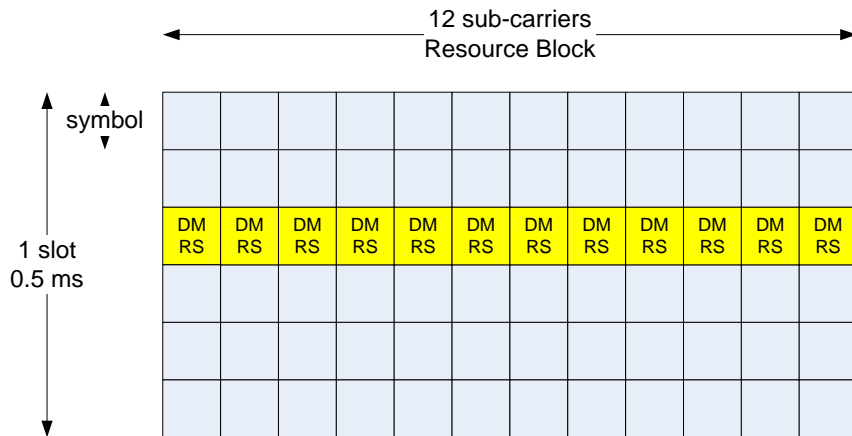 12 sub-carriers
Resource Block
symbol
DM DM DM DM DM DM DM DM DM DM DM DM
RS RS RS RS RS RS RS RS RS RS RS RS
1 slot
0.5 ms